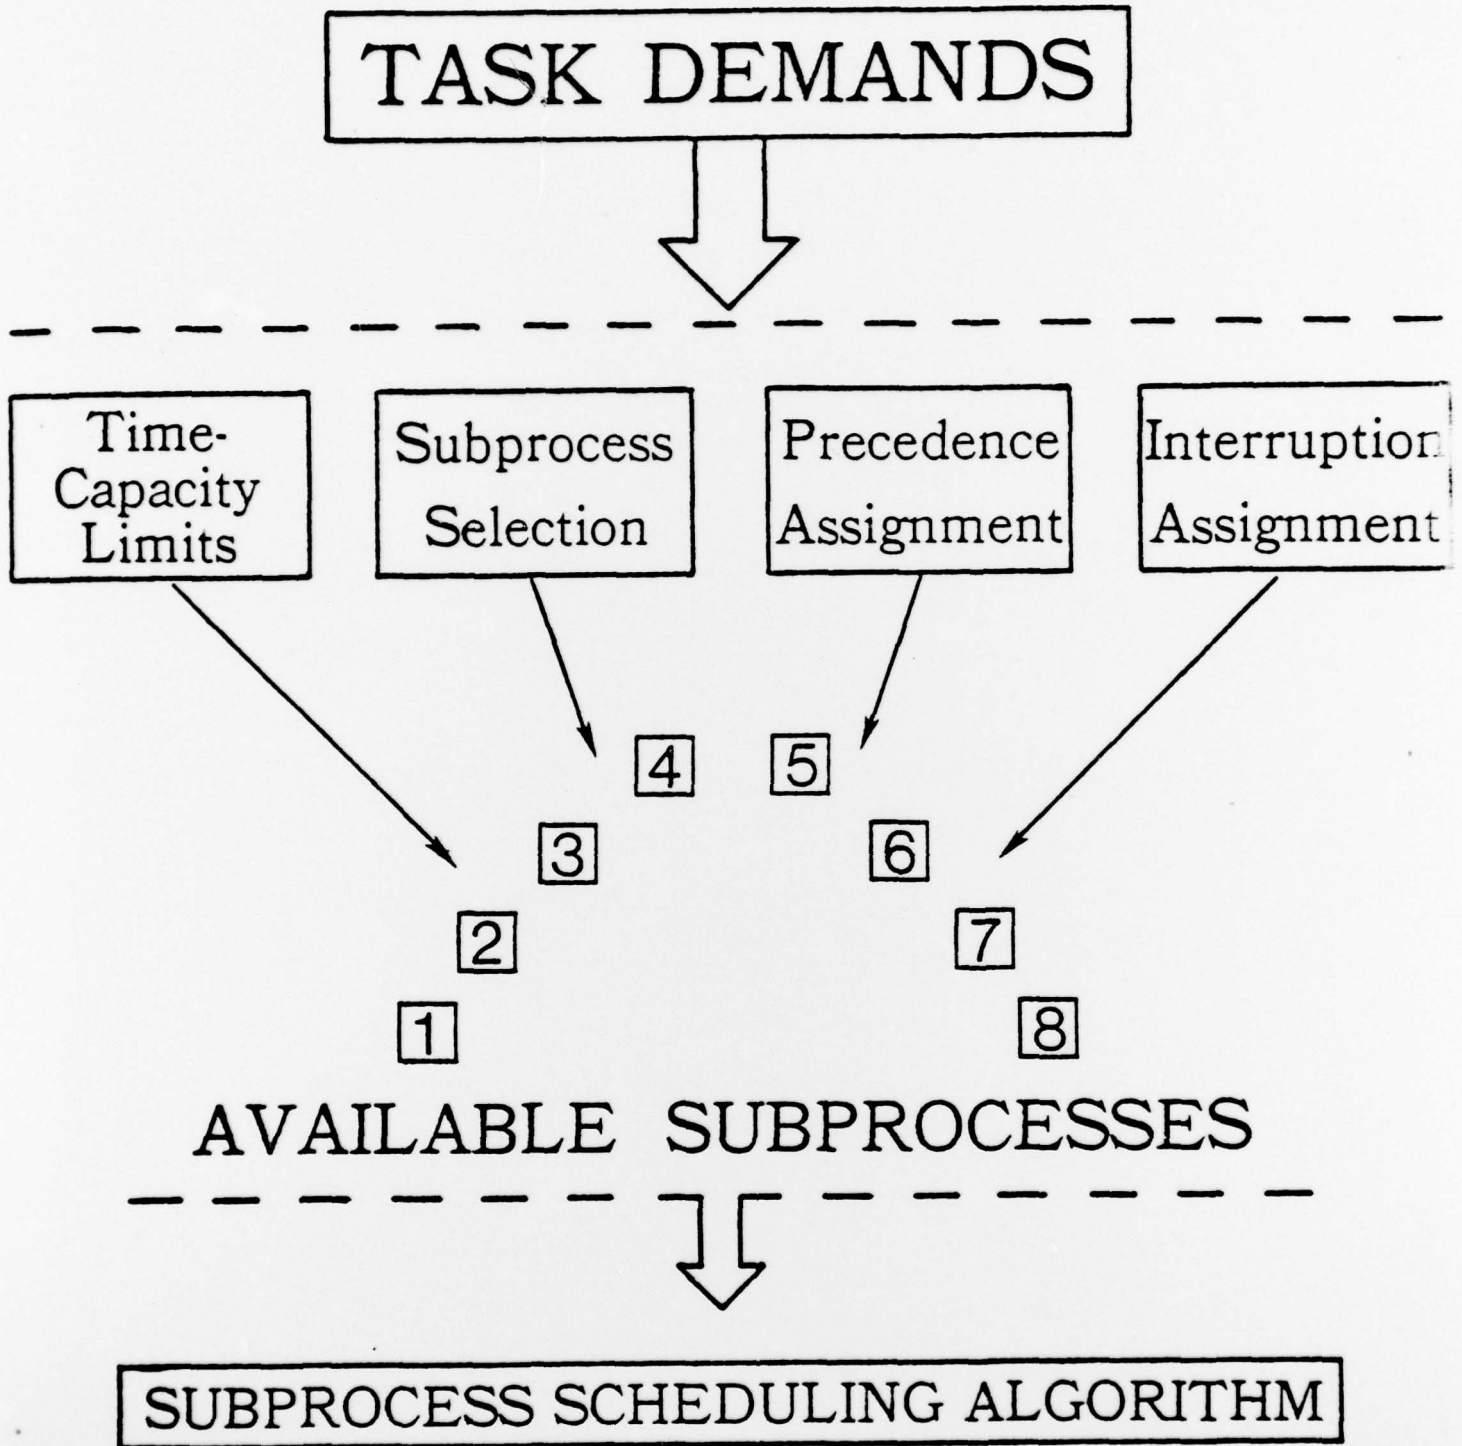 TASK DEMANDS
Time-
Capacity
Limits
Subprocess
Selection
Precedence
Assignment
Interruption
Assignment
4
5
3
6
2
7
1
8
AVAILABLE SUBPROCESSES
SUBPROCESS SCHEDULING ALGORITHM